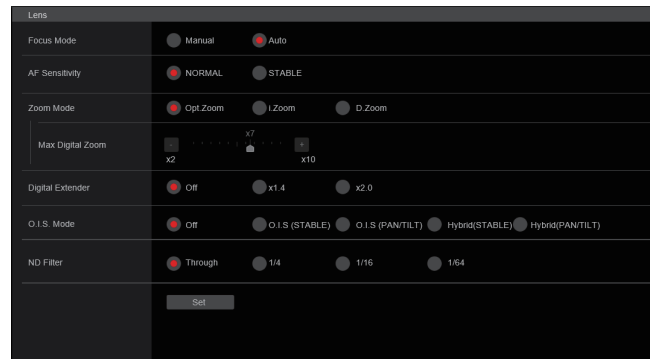 Lens
Focus Mode Manual Auto
AF Sensitivity NORMAL STABLE
Zoom Mode Opt.Zoom i.Zoom D.Zoom
x7
Max Digital Zoom - +
x2 x10
Digital Extender Off x1.4 x2.0
O.I.S. Mode Off O.I.S (STABLE) O.I.S (PAN/TILT) Hybrid(STABLE) Hybrid(PAN/TILT)
ND Filter Through 1/4 1/16 1/64
Set